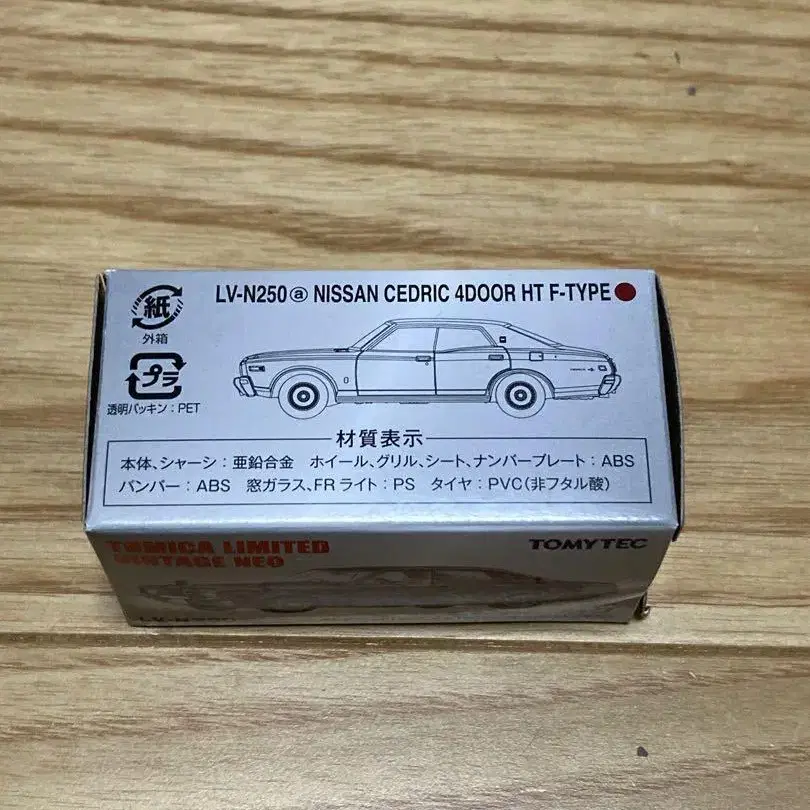 LV-N250ⓐ NISSAN CEDRIC 4DOOR HT F-TYPE
紙
外箱
プラ
透明パッキン：PET
材質表示
本体、シャーシ：亜鉛合金 ホイール、グリル、シート、ナンバープレート：ABS
バンパー：ABS 窓ガラス、FRライト：PS タイヤ：PVC（非フタル酸）
TOMICA LIMITED
VINTAGE NEO
TOMYTEC